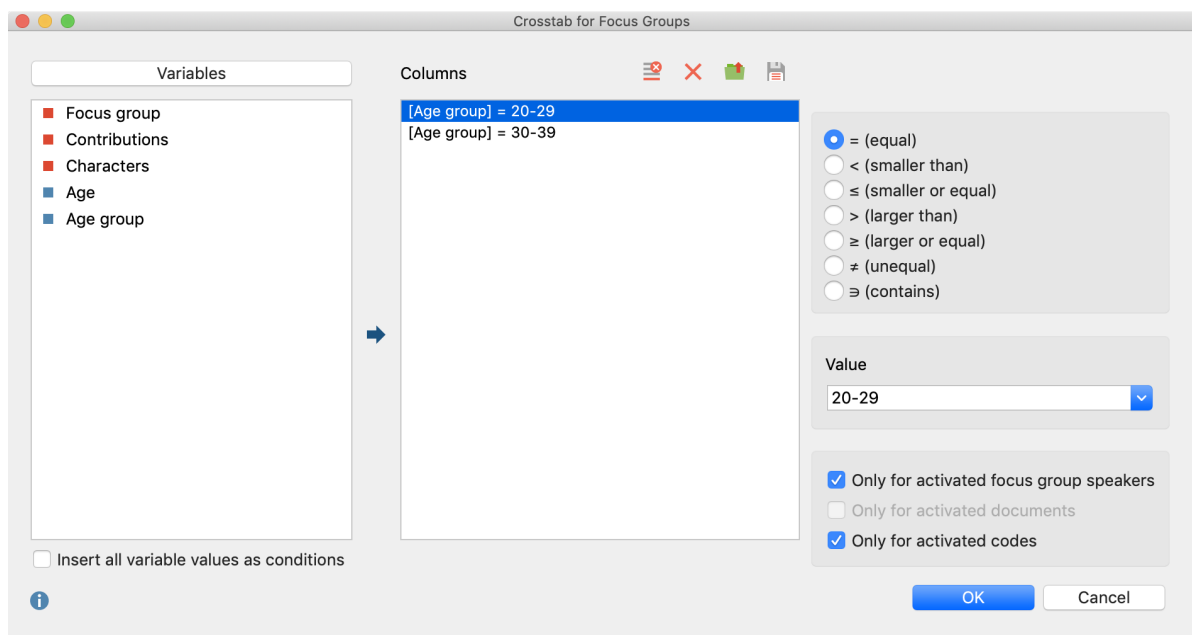 Crosstab for Focus Groups
Variables
Focus group
Contributions
Characters
Age
Age group
Insert all variable values as conditions
Columns
[Age group] = 20-29
[Age group] = 30-39
= (equal)
< (smaller than)
≤ (smaller or equal)
> (larger than)
≥ (larger or equal)
≠ (unequal)
∋ (contains)
Value
20-29
Only for activated focus group speakers
Only for activated documents
Only for activated codes
OK
Cancel